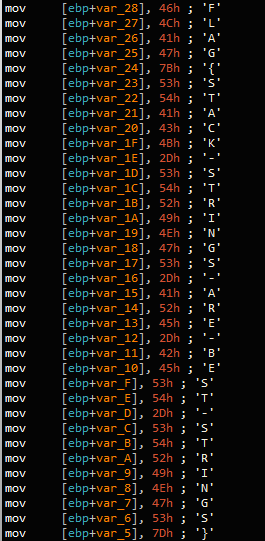 mov [ebp+var_28], 46h ; 'F'
mov [ebp+var_27], 4Ch ; 'L'
mov [ebp+var_26], 41h ; 'A'
mov [ebp+var_25], 47h ; 'G'
mov [ebp+var_24], 7Bh ; '{'
mov [ebp+var_23], 53h ; 'S'
mov [ebp+var_22], 54h ; 'T'
mov [ebp+var_21], 41h ; 'A'
mov [ebp+var_20], 43h ; 'C'
mov [ebp+var_1F], 4Bh ; 'K'
mov [ebp+var_1E], 2Dh ; '-'
mov [ebp+var_1D], 53h ; 'S'
mov [ebp+var_1C], 54h ; 'T'
mov [ebp+var_1B], 52h ; 'R'
mov [ebp+var_1A], 49h ; 'I'
mov [ebp+var_19], 4Eh ; 'N'
mov [ebp+var_18], 47h ; 'G'
mov [ebp+var_17], 53h ; 'S'
mov [ebp+var_16], 2Dh ; '-'
mov [ebp+var_15], 41h ; 'A'
mov [ebp+var_14], 52h ; 'R'
mov [ebp+var_13], 45h ; 'E'
mov [ebp+var_12], 2Dh ; '-'
mov [ebp+var_11], 42h ; 'B'
mov [ebp+var_10], 45h ; 'E'
mov [ebp+var_F], 53h ; 'S'
mov [ebp+var_E], 54h ; 'T'
mov [ebp+var_D], 2Dh ; '-'
mov [ebp+var_C], 53h ; 'S'
mov [ebp+var_B], 54h ; 'T'
mov [ebp+var_A], 52h ; 'R'
mov [ebp+var_9], 49h ; 'I'
mov [ebp+var_8], 4Eh ; 'N'
mov [ebp+var_7], 47h ; 'G'
mov [ebp+var_6], 53h ; 'S'
mov [ebp+var_5], 7Dh ; '}'